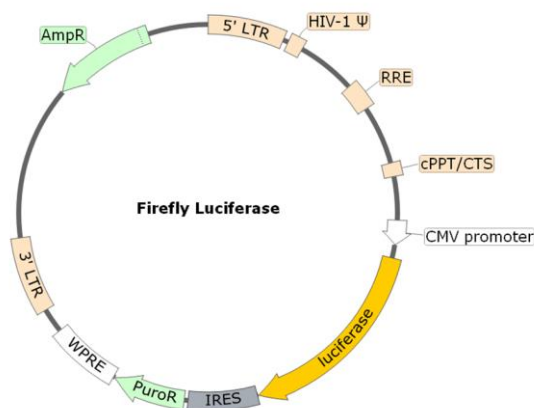 AmpR
5' LTR
HIV-1 Ψ
RRE
cPPT/CTS
Firefly Luciferase
CMV promoter
luciferase
IRES
PuroR
WPRE
3' LTR